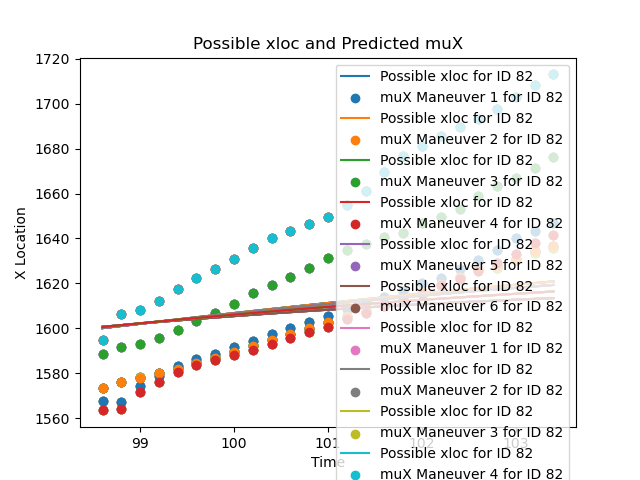 Possible xloc and Predicted muX
1720
1700
1680
1660
1640
1620
1600
1580
1560
X Location
99
100
101
102
103
Time
Possible xloc for ID 82
muX Maneuver 1 for ID 82
Possible xloc for ID 82
muX Maneuver 2 for ID 82
Possible xloc for ID 82
muX Maneuver 3 for ID 82
Possible xloc for ID 82
muX Maneuver 4 for ID 82
Possible xloc for ID 82
muX Maneuver 5 for ID 82
Possible xloc for ID 82
muX Maneuver 6 for ID 82
Possible xloc for ID 82
muX Maneuver 1 for ID 82
Possible xloc for ID 82
muX Maneuver 2 for ID 82
Possible xloc for ID 82
muX Maneuver 3 for ID 82
Possible xloc for ID 82
muX Maneuver 4 for ID 82